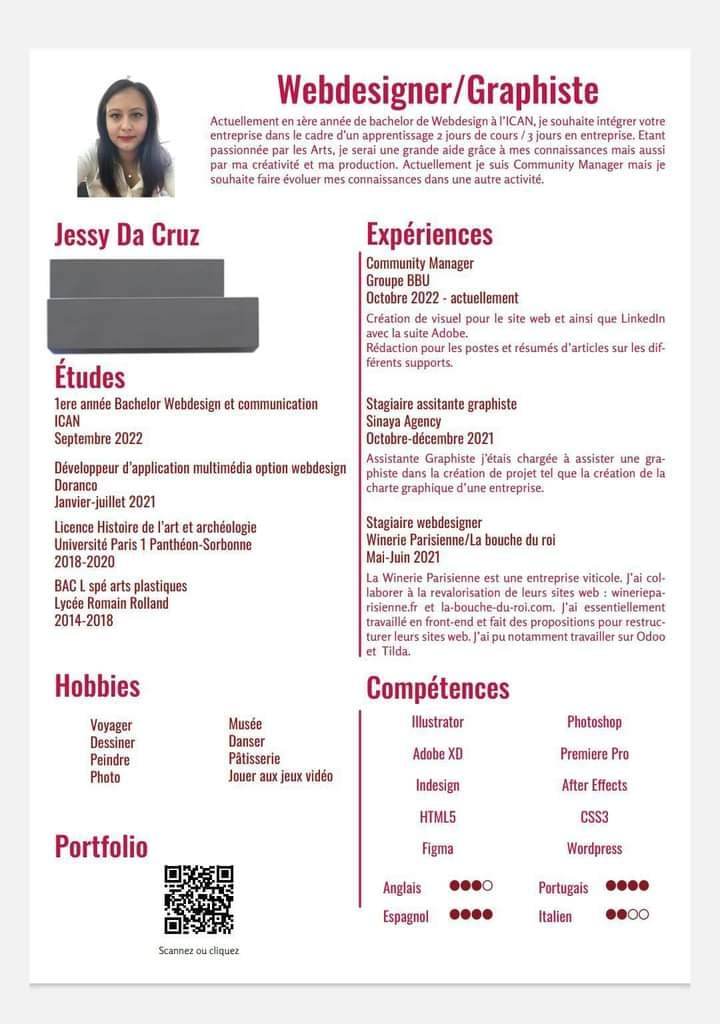 Webdesigner/Graphiste
Actuellement en 1ère année de bachelor de Webdesign à l'ICAN, je souhaite intégrer votre
entreprise dans le cadre d'un apprentissage 2 jours de cours / 3 jours en entreprise. Etant
passionnée par les Arts, je serai une grande aide grâce à mes connaissances mais aussi
par ma créativité et ma production. Actuellement je suis Community Manager mais je
souhaite faire évoluer mes connaissances dans une autre activité.
Jessy Da Cruz
Études
1ere année Bachelor Webdesign et communication
ICAN
Septembre 2022
Développeur d'application multimédia option webdesign
Doranco
Janvier-juillet 2021
Licence Histoire de l'art et archéologie
Université Paris 1 Panthéon-Sorbonne
2018-2020
BAC L spé arts plastiques
Lycée Romain Rolland
2014-2018
Hobbies
Voyager
Dessiner
Peindre
Photo
Musée
Danser
Pâtisserie
Jouer aux jeux vidéo
Portfolio
Scannez ou cliquez
Expériences
Community Manager
Groupe BBU
Octobre 2022 - actuellement
Création de visuel pour le site web et ainsi que LinkedIn
avec la suite Adobe.
Rédaction pour les postes et résumés d'articles sur les dif-
férents supports.
Stagiaire assitante graphiste
Sinaya Agency
Octobre-décembre 2021
Assistante Graphiste j'étais chargée à assister une gra-
phiste dans la création de projet tel que la création de la
charte graphique d'une entreprise.
Stagiaire webdesigner
Winerie Parisienne/La bouche du roi
Mai-Juin 2021
La Winerie Parisienne est une entreprise viticole. J'ai col-
laborer à la revalorisation de leurs sites web : wineriepa-
risienne.fr et la-bouche-du-roi.com. J'ai essentiellement
travaillé en front-end et fait des propositions pour restruc-
turer leurs sites web. J'ai pu notamment travailler sur Odoo
et Tilda.
Compétences
Illustrator Photoshop
Adobe XD Premiere Pro
Indesign After Effects
HTML5 CSS3
Figma Wordpress
Anglais Portugais
Espagnol Italien